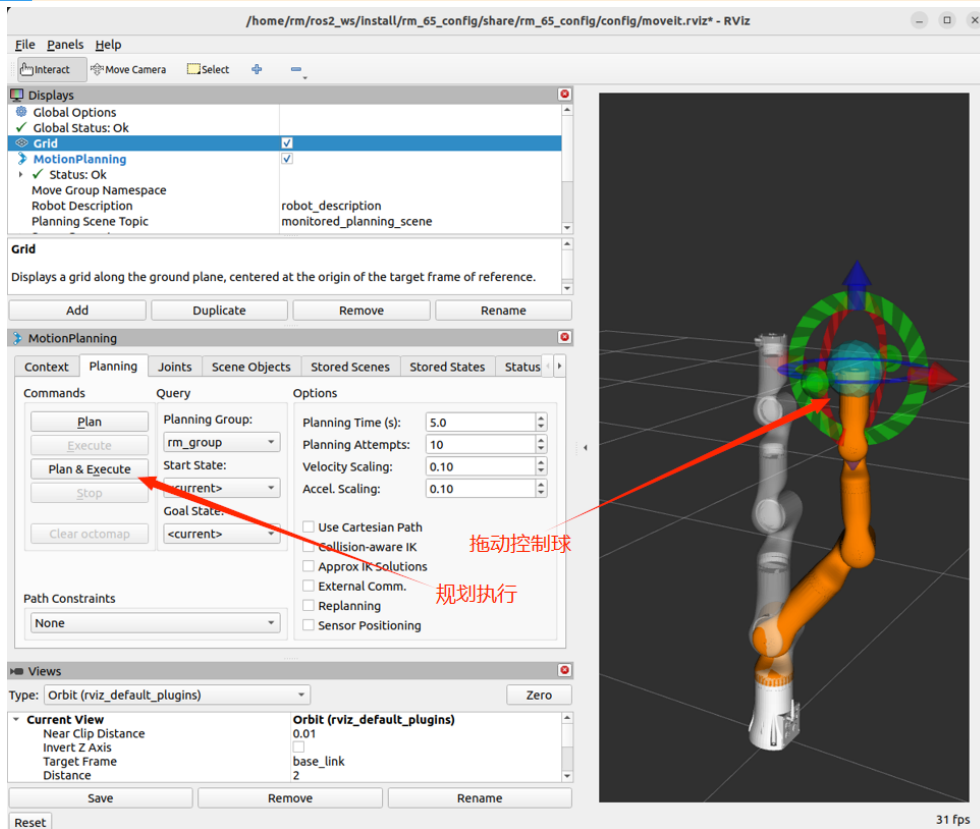 /home/rm/ros2_ws/install/rm_65_config/share/rm_65_config/config/moveit.rviz* - RViz
File Panels Help
Interact Move Camera Select
Displays
Global Options
Global Status: Ok
Grid
MotionPlanning
Status: Ok
Move Group Namespace
Robot Description robot_description
Planning Scene Topic monitored_planning_scene
Grid
Displays a grid along the ground plane, centered at the origin of the target frame of reference.
Add Duplicate Remove Rename
MotionPlanning
Context Planning Joints Scene Objects Stored Scenes Stored States Status
Commands Query Options
Plan
Execute
Plan & Execute
Stop
Clear octomap
Planning Group:
rm_group
Start State:
<current>
Goal State:
<current>
Planning Time (s): 5.0
Planning Attempts: 10
Velocity Scaling: 0.10
Accel. Scaling: 0.10
Use Cartesian Path
Collision-aware IK
Approx IK Solutions
External Comm.
Replanning
Sensor Positioning
拖动控制球
规划执行
Path Constraints
None
Views
Type: Orbit (rviz_default_plugins) Zero
Current View Orbit (rviz_default_plugins)
Near Clip Distance 0.01
Invert Z Axis
Target Frame base_link
Distance 2
Save Remove Rename
Reset
31 fps